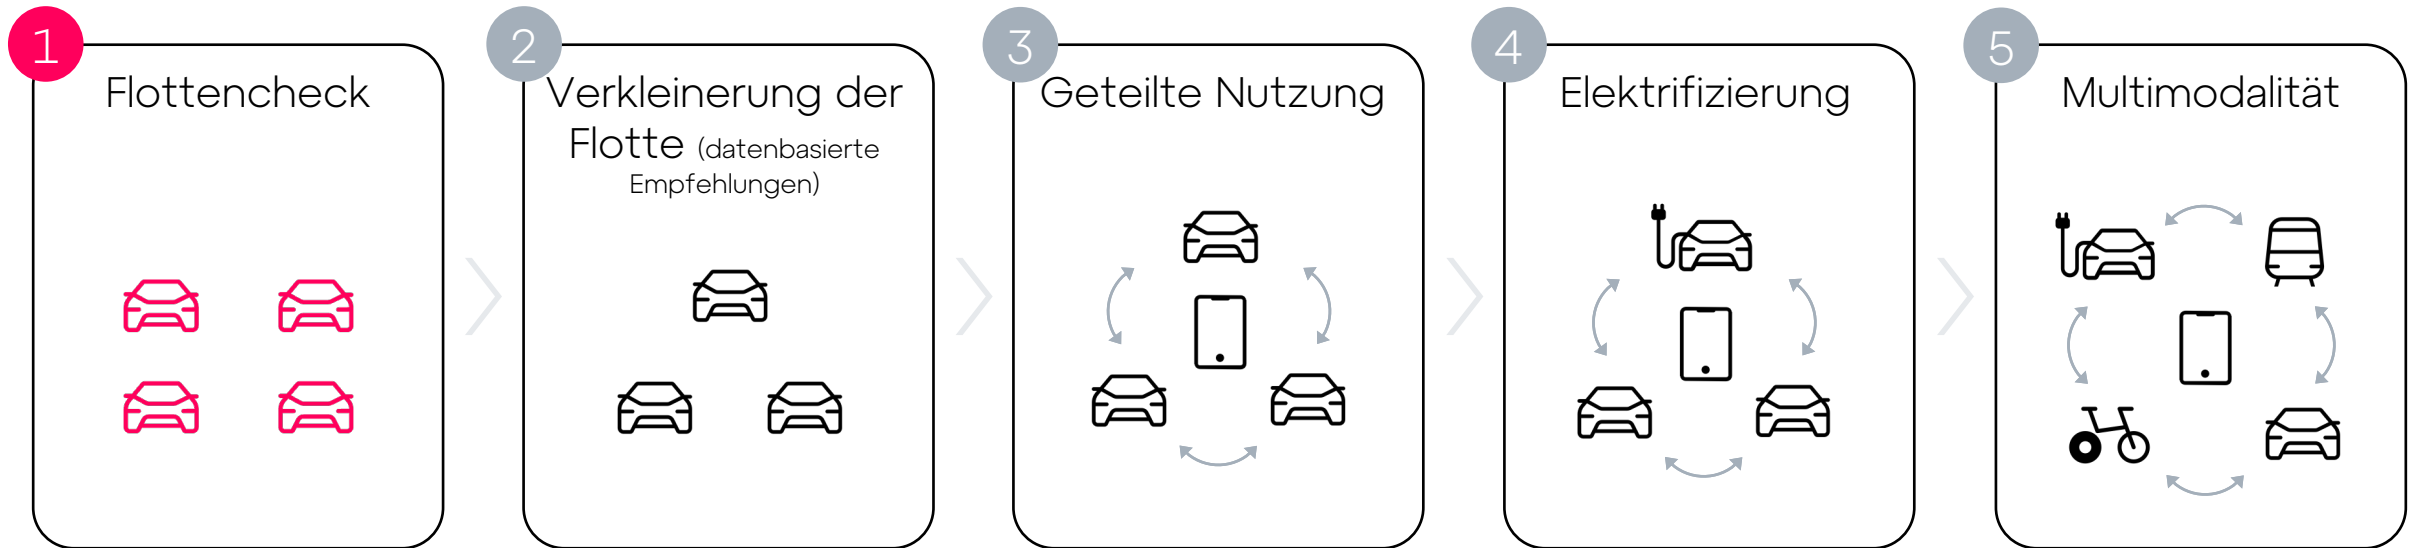 1
Flottencheck
2
Verkleinerung der
Flotte (datenbasierte
Empfehlungen)
3
Geteilte Nutzung
4
Elektrifizierung
5
Multimodalität